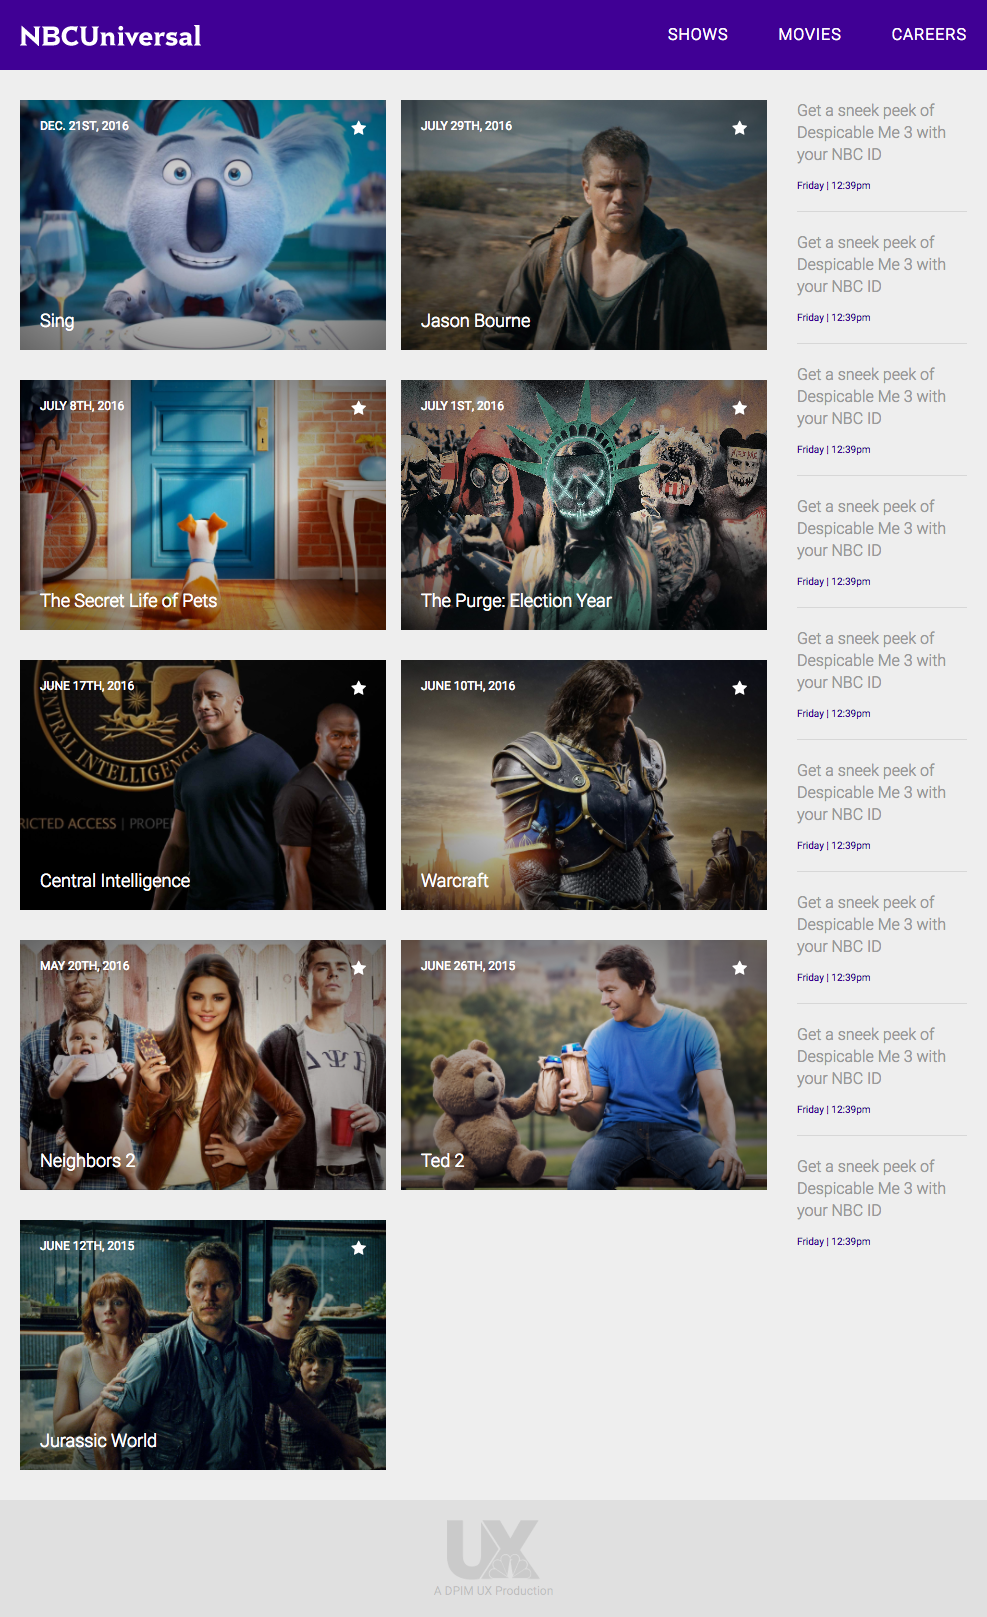 NBCUniversal
SHOWS MOVIES CAREERS
DEC. 21ST, 2016
Sing
JULY 29TH, 2016
Jason Bourne
JULY 8TH, 2016
The Secret Life of Pets
JULY 1ST, 2016
The Purge: Election Year
JUNE 17TH, 2016
NTRAL INTELLIGENCE
RICTED ACCESS | PROPE
Central Intelligence
JUNE 10TH, 2016
Warcraft
MAY 20TH, 2016
ΔΨ
Neighbors 2
JUNE 26TH, 2015
Ted 2
JUNE 12TH, 2015
Jurassic World
Get a sneek peek of
Despicable Me 3 with
your NBC ID
Friday | 12:39pm
Get a sneek peek of
Despicable Me 3 with
your NBC ID
Friday | 12:39pm
Get a sneek peek of
Despicable Me 3 with
your NBC ID
Friday | 12:39pm
Get a sneek peek of
Despicable Me 3 with
your NBC ID
Friday | 12:39pm
Get a sneek peek of
Despicable Me 3 with
your NBC ID
Friday | 12:39pm
Get a sneek peek of
Despicable Me 3 with
your NBC ID
Friday | 12:39pm
Get a sneek peek of
Despicable Me 3 with
your NBC ID
Friday | 12:39pm
Get a sneek peek of
Despicable Me 3 with
your NBC ID
Friday | 12:39pm
Get a sneek peek of
Despicable Me 3 with
your NBC ID
Friday | 12:39pm
UX
A DPIM UX Production